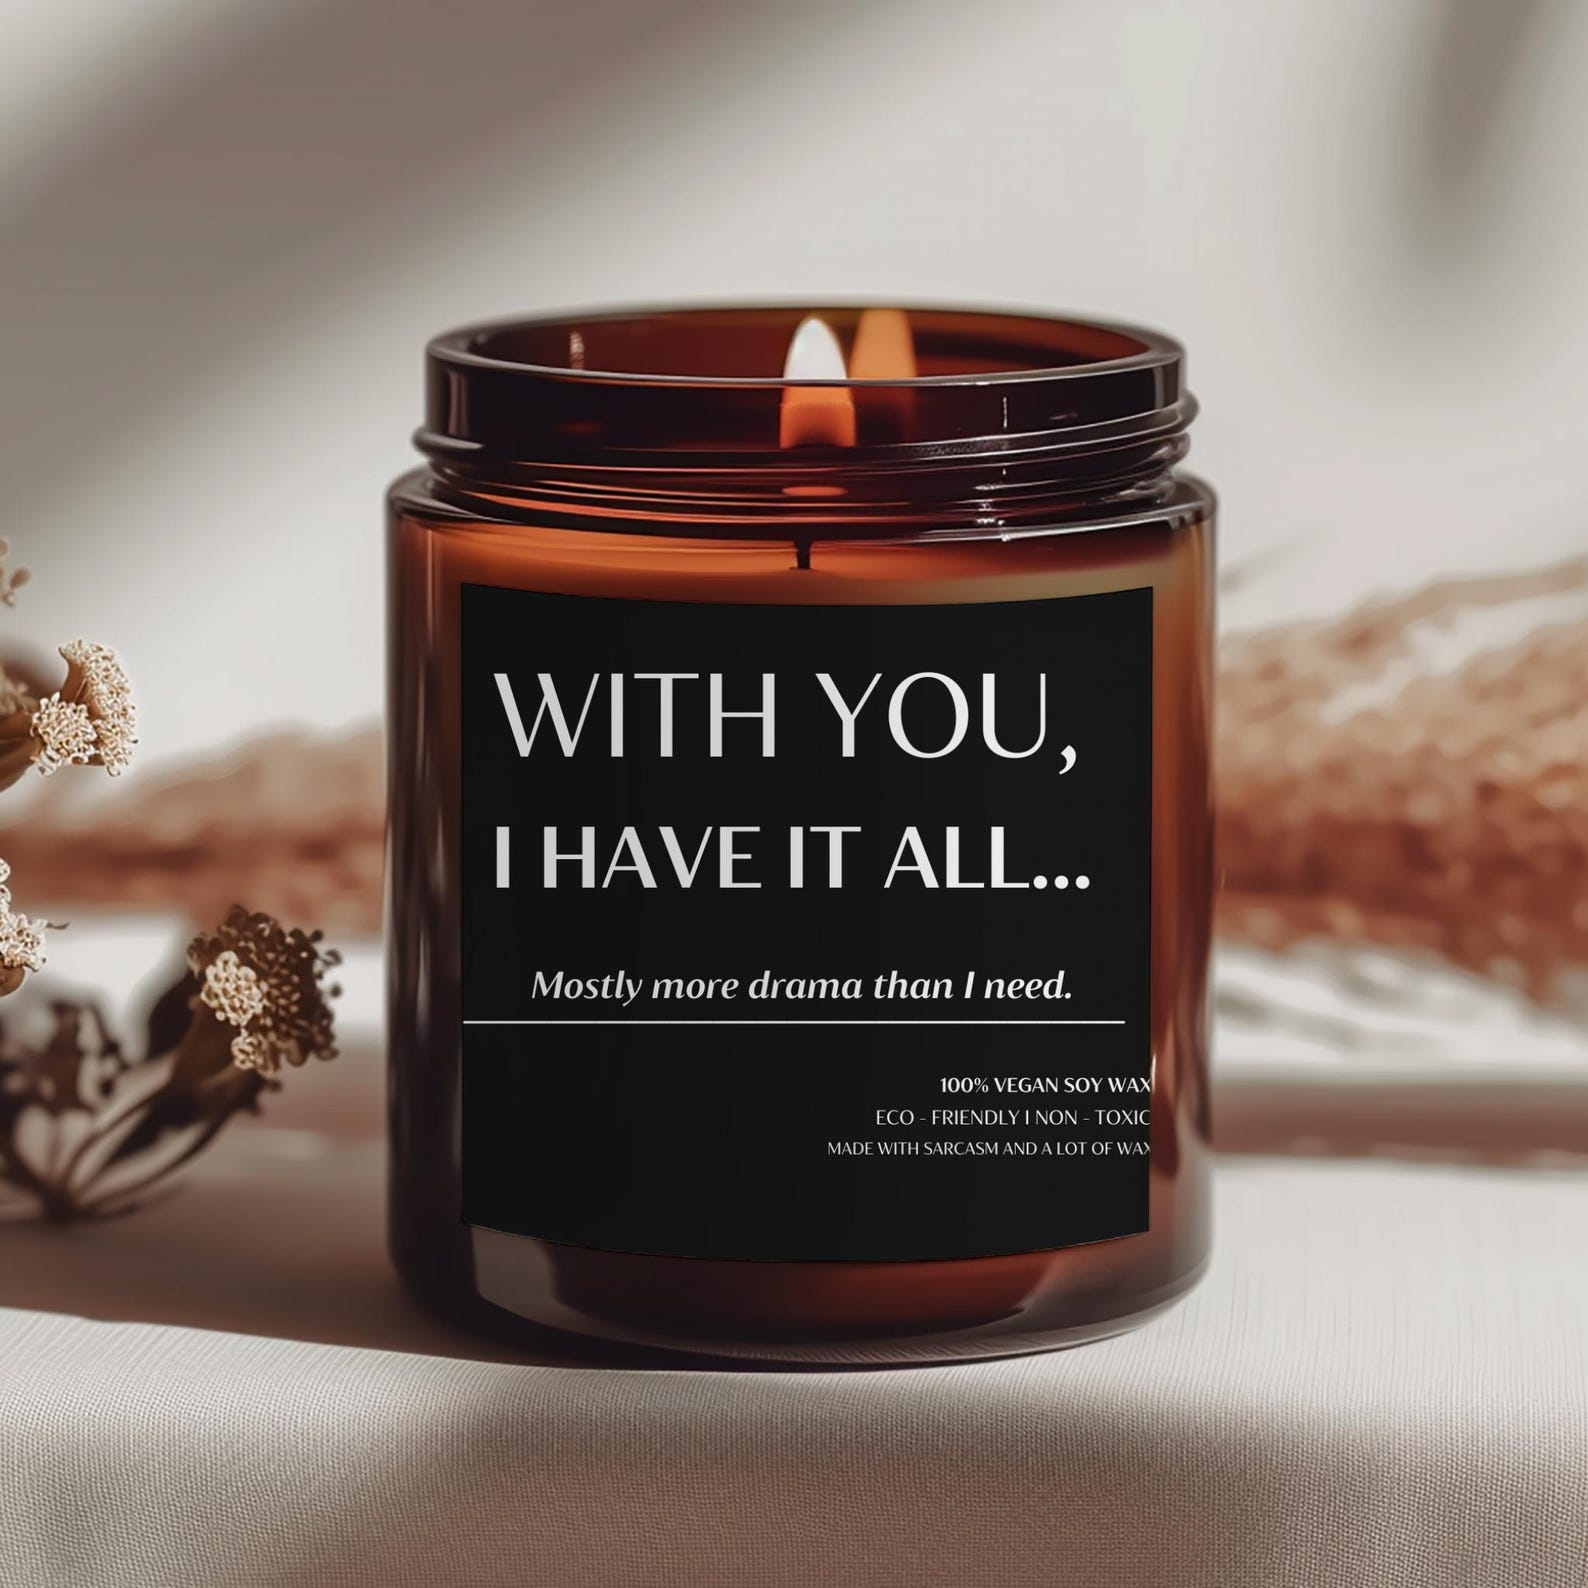 WITH YOU,
I HAVE IT ALL...
Mostly more drama than I need.
100% VEGAN SOY WAX
ECO - FRIENDLY I NON - TOXIC
MADE WITH SARCASM AND A LOT OF WAX